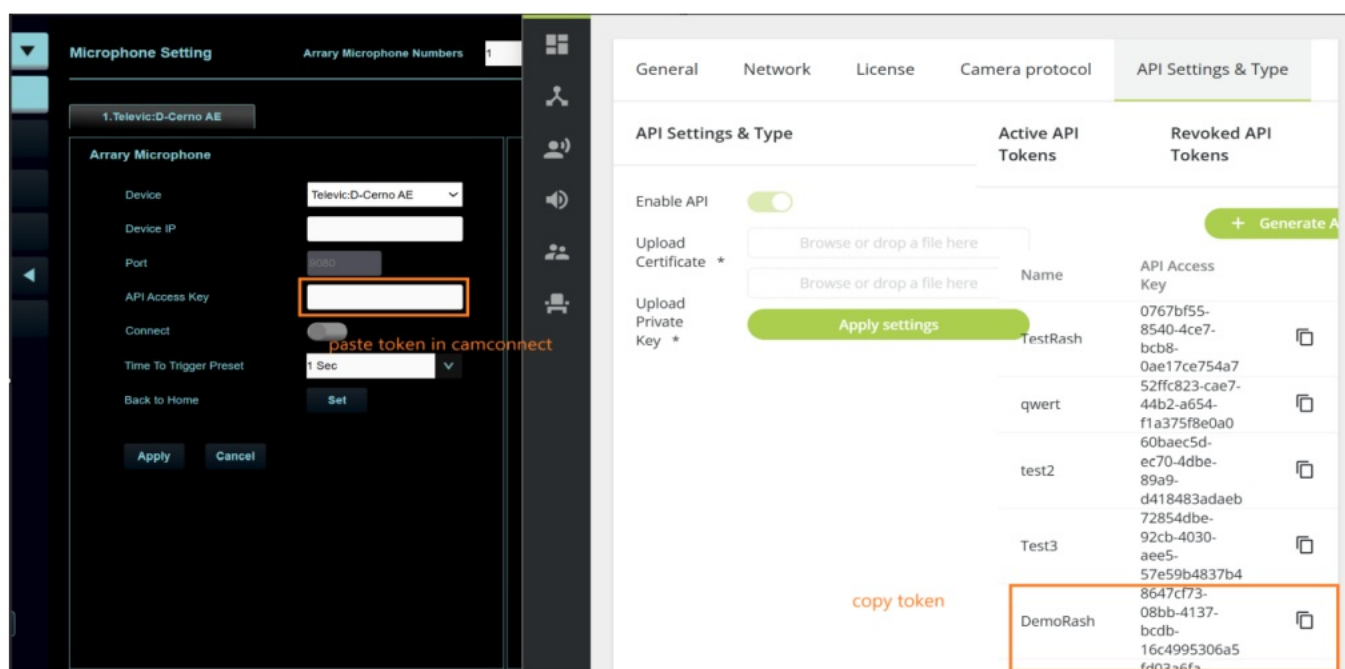 Microphone Setting
Arrary Microphone Numbers
1
1.Televic:D-Cerno AE
Arrary Microphone
Device
Televic:D-Cerno AE
Device IP
Port
9080
API Access Key
Connect
paste token in camconnect
Time To Trigger Preset
1 Sec
Back to Home
Set
Apply
Cancel
General
Network
License
Camera protocol
API Settings & Type
API Settings & Type
Enable API
Upload
Certificate *
Browse or drop a file here
Upload
Private
Key *
Browse or drop a file here
Apply settings
copy token
Active API
Tokens
Revoked API
Tokens
+ Generate A
Name
API Access
Key
TestRash
0767bf55-
8540-4ce7-
bcb8-
0ae17ce754a7
qwert
52ffc823-cae7-
44b2-a654-
f1a375f8e0a0
test2
60baec5d-
ec70-4dbe-
89a9-
d418483adaeb
Test3
72854dbe-
92cb-4030-
aee5-
57e59b4837b4
DemoRash
8647cf73-
08bb-4137-
bcdb-
16c4995306a5
fd03a6fa-